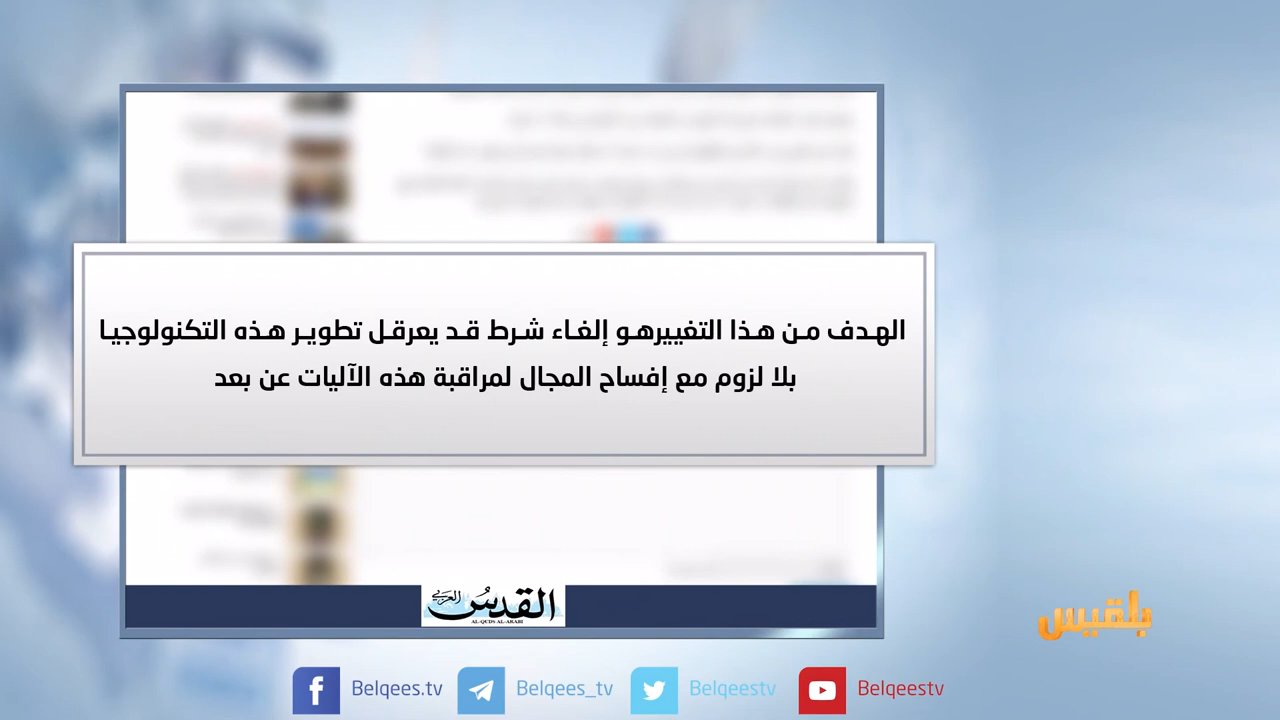 الهدف من هذا التغييرهو إلغاء شرط قد يعرقل تطوير هذه التكنولوجيا
بلا لزوم مع إفساح المجال لمراقبة هذه الآليات عن بعد
القدس العربي
AL-QUDS AL-ARABI
بلقيس
Belqees.tv Belqees_tv Belqeestv Belqeestv